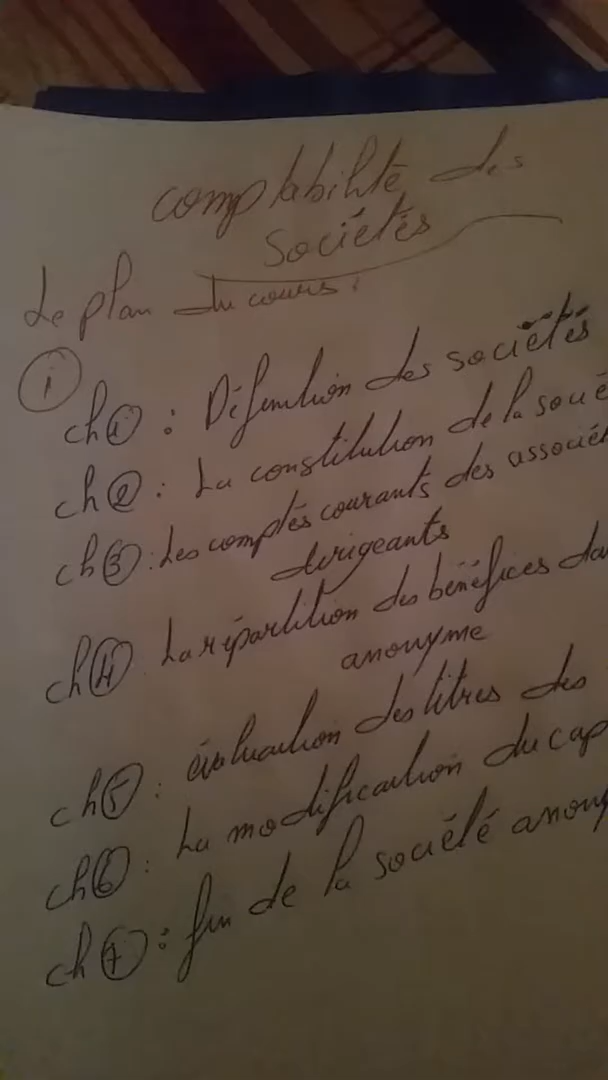 comptabilité des
Sociétés
Le plan du cours :
①
ch① : Définition des sociétés
ch② : La constitution de la socié
ch③ : Les comptes courants des associé
dirigeants
ch④ La répartition des bénéfices da
anonyme
ch⑤ : évaluation des titres des
ch⑥ : La modification du cap
ch⑦ : fin de la société anony